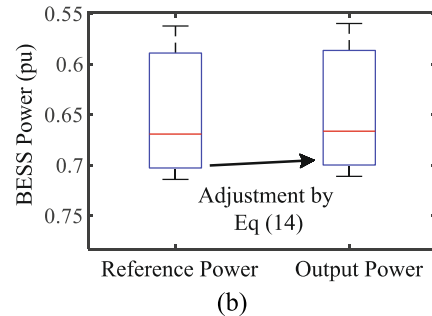 0.55
0.6
0.65
0.7
0.75
BESS Power (pu)
Adjustment by
Eq (14)
Reference Power
Output Power
(b)